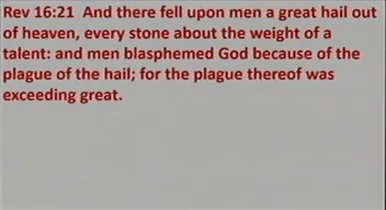 Rev 16:21  And there fell upon men a great hail out
of heaven, every stone about the weight of a
talent: and men blasphemed God because of the
plague of the hail; for the plague thereof was
exceeding great.